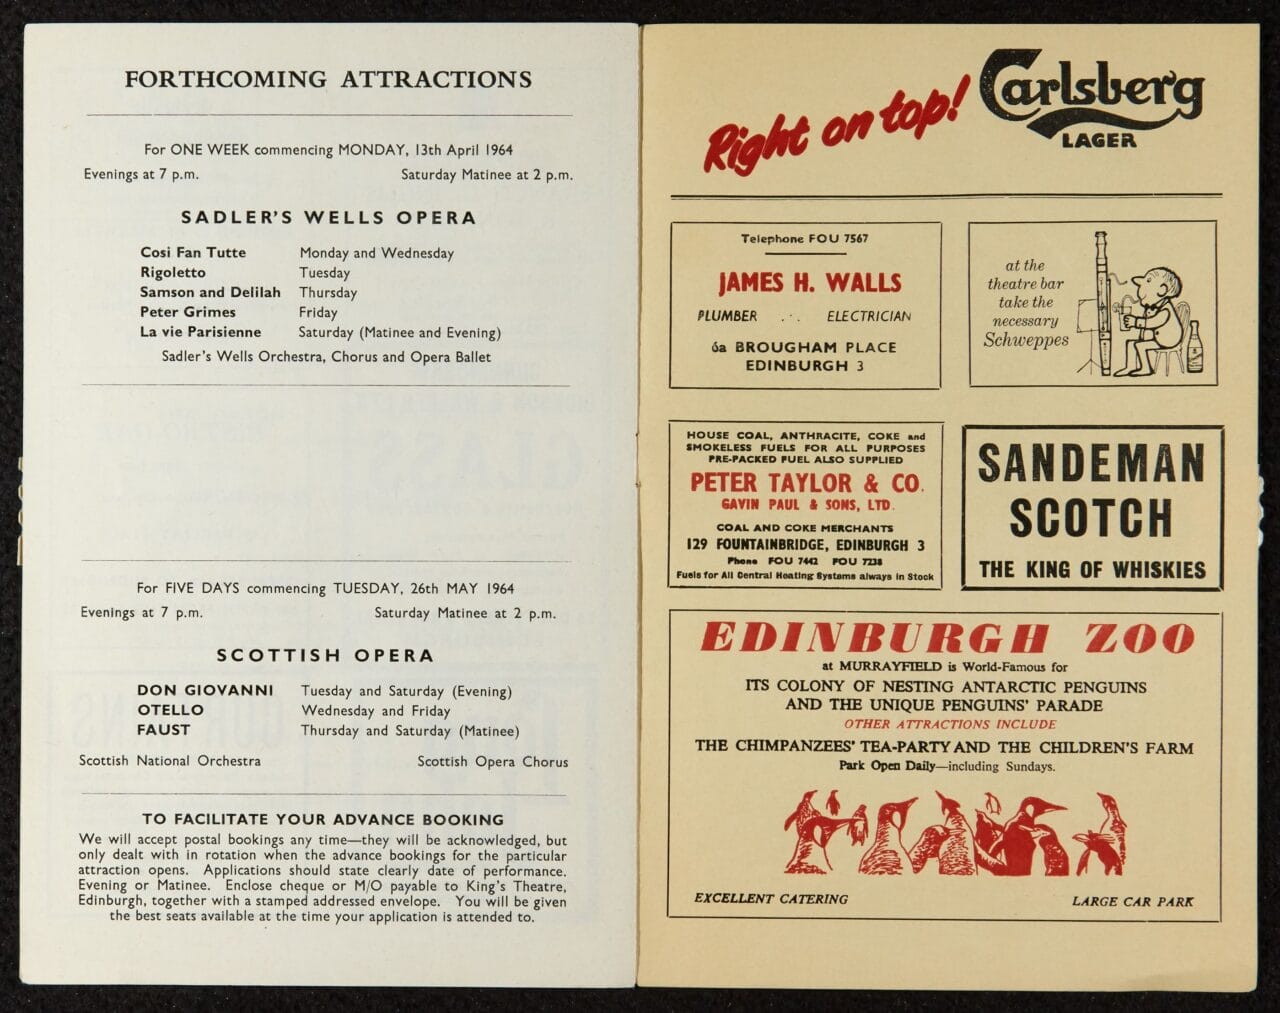 FORTHCOMING ATTRACTIONS
For ONE WEEK commencing MONDAY, 13th April 1964
Evenings at 7 p.m. Saturday Matinee at 2 p.m.
SADLER'S WELLS OPERA
Cosi Fan Tutte Monday and Wednesday
Rigoletto Tuesday
Samson and Delilah Thursday
Peter Grimes Friday
La vie Parisienne Saturday (Matinee and Evening)
Sadler's Wells Orchestra, Chorus and Opera Ballet
For FIVE DAYS commencing TUESDAY, 26th MAY 1964
Evenings at 7 p.m. Saturday Matinee at 2 p.m.
SCOTTISH OPERA
DON GIOVANNI Tuesday and Saturday (Evening)
OTELLO Wednesday and Friday
FAUST Thursday and Saturday (Matinee)
Scottish National Orchestra Scottish Opera Chorus
TO FACILITATE YOUR ADVANCE BOOKING
We will accept postal bookings any time—they will be acknowledged, but
only dealt with in rotation when the advance bookings for the particular
attraction opens. Applications should state clearly date of performance.
Evening or Matinee. Enclose cheque or M/O payable to King's Theatre,
Edinburgh, together with a stamped addressed envelope. You will be given
the best seats available at the time your application is attended to.
Right on top!
Carlsberg
LAGER
Telephone FOU 7567
JAMES H. WALLS
PLUMBER .·. ELECTRICIAN
6a BROUGHAM PLACE
EDINBURGH 3
at the
theatre bar
take the
necessary
Schweppes
HOUSE COAL, ANTHRACITE, COKE and
SMOKELESS FUELS FOR ALL PURPOSES
PRE-PACKED FUEL ALSO SUPPLIED
PETER TAYLOR & CO.
GAVIN PAUL & SONS, LTD.
COAL AND COKE MERCHANTS
129 FOUNTAINBRIDGE, EDINBURGH 3
Phone FOU 7442 FOU 7238
Fuels for All Central Heating Systems always in Stock
SANDEMAN
SCOTCH
THE KING OF WHISKIES
EDINBURGH ZOO
at MURRAYFIELD is World-Famous for
ITS COLONY OF NESTING ANTARCTIC PENGUINS
AND THE UNIQUE PENGUINS' PARADE
OTHER ATTRACTIONS INCLUDE
THE CHIMPANZEES' TEA-PARTY AND THE CHILDREN'S FARM
Park Open Daily—including Sundays.
EXCELLENT CATERING LARGE CAR PARK